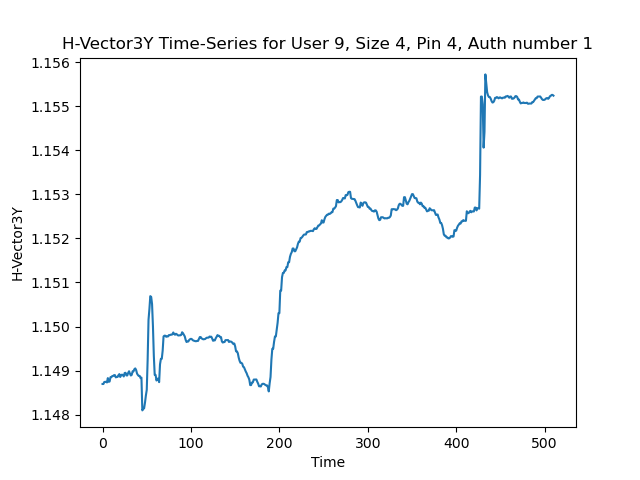 H-Vector3Y Time-Series for User 9, Size 4, Pin 4, Auth number 1
1.156
1.155
1.154
1.153
1.152
1.151
1.150
1.149
1.148
H-Vector3Y
0 100 200 300 400 500
Time